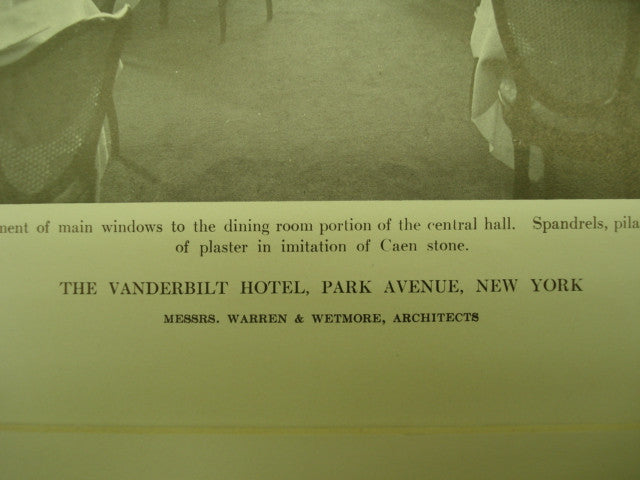 ment of main windows to the dining room portion of the central hall. Spandrels, pila
of plaster in imitation of Caen stone.
THE VANDERBILT HOTEL, PARK AVENUE, NEW YORK
MESSRS. WARREN & WETMORE, ARCHITECTS